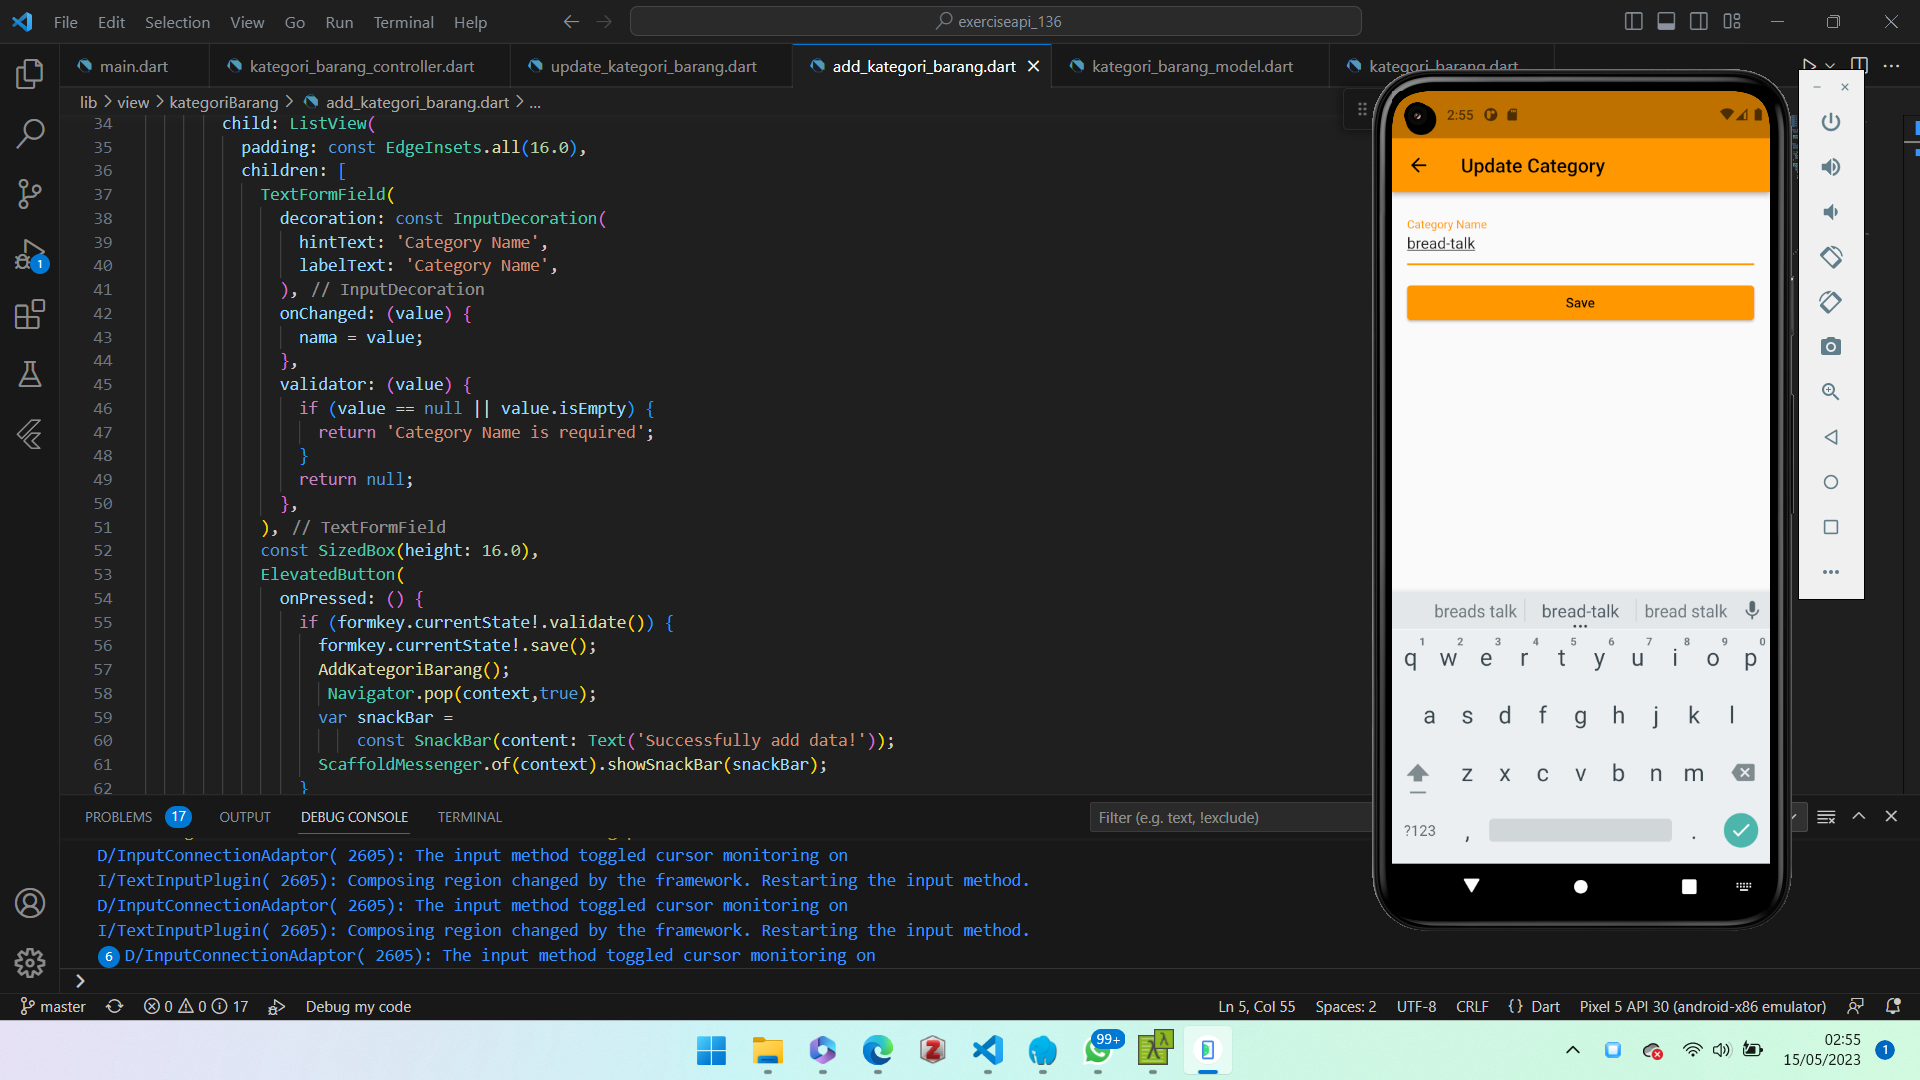 File Edit Selection View Go Run Terminal Help
exerciseapi_136
main.dart
kategori_barang_controller.dart
update_kategori_barang.dart
add_kategori_barang.dart
kategori_barang_model.dart
kategori_barang.dart
lib > view > kategoriBarang > add_kategori_barang.dart > ...
34 child: ListView(
35 padding: const EdgeInsets.all(16.0),
36 children: [
37 TextFormField(
38 decoration: const InputDecoration(
39 hintText: 'Category Name',
40 labelText: 'Category Name',
41 ), // InputDecoration
42 onChanged: (value) {
43 nama = value;
44 },
45 validator: (value) {
46 if (value == null || value.isEmpty) {
47 return 'Category Name is required';
48 }
49 return null;
50 },
51 ), // TextFormField
52 const SizedBox(height: 16.0),
53 ElevatedButton(
54 onPressed: () {
55 if (formkey.currentState!.validate()) {
56 formkey.currentState!.save();
57 AddKategoriBarang();
58 Navigator.pop(context,true);
59 var snackBar =
60 const SnackBar(content: Text('Successfully add data!'));
61 ScaffoldMessenger.of(context).showSnackBar(snackBar);
62 }
1
PROBLEMS 17 OUTPUT DEBUG CONSOLE TERMINAL
Filter (e.g. text, !exclude)
D/InputConnectionAdaptor( 2605): The input method toggled cursor monitoring on
I/TextInputPlugin( 2605): Composing region changed by the framework. Restarting the input method.
D/InputConnectionAdaptor( 2605): The input method toggled cursor monitoring on
I/TextInputPlugin( 2605): Composing region changed by the framework. Restarting the input method.
6 D/InputConnectionAdaptor( 2605): The input method toggled cursor monitoring on
2:55
Update Category
Category Name
bread-talk
Save
breads talk bread-talk bread stalk
1 2 3 4 5 6 7 8 9 0
q w e r t y u i o p
a s d f g h j k l
z x c v b n m
?123 , .
master 0 0 17 Debug my code
Ln 5, Col 55 Spaces: 2 UTF-8 CRLF {} Dart Pixel 5 API 30 (android-x86 emulator)
99+
02:55
15/05/2023
1